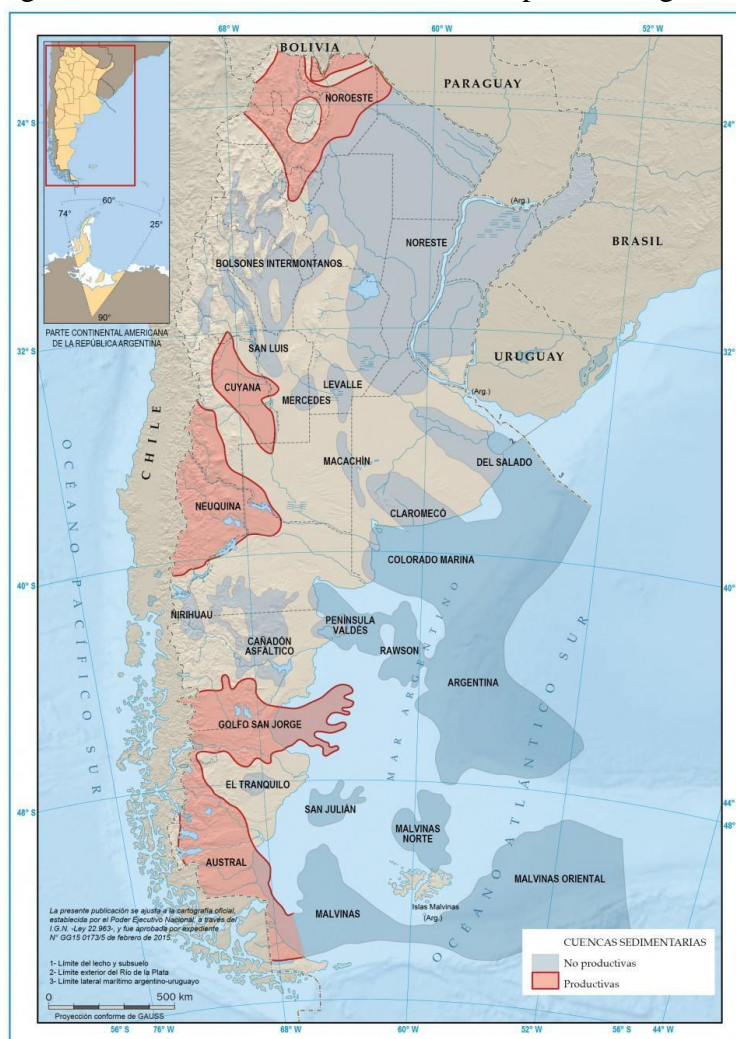 68° W
60° W
52° W
BOLIVIA
PARAGUAY
NOROESTE
24° S
24° S
74°
60°
25°
90°
PARTE CONTINENTAL AMERICANA
DE LA REPÚBLICA ARGENTINA
(Arg.)
NORESTE
BRASIL
BOLSONES INTERMONTANOS
32° S
32° S
SAN LUIS
URUGUAY
CUYANA
LEVALLE
MERCEDES
(Arg.)
1
2
3
CHILE
MACACHÍN
DEL SALADO
NEUQUINA
CLAROMECÓ
COLORADO MARINA
OCÉANO PACÍFICO SUR
40° S
40° S
ÑIRIHUAU
PENÍNSULA
VALDÉS
CAÑADÓN
ASFÁLTICO
RAWSON
MAR ARGENTINO
ARGENTINA
OCÉANO ATLÁNTICO SUR
GOLFO SAN JORGE
EL TRANQUILO
SAN JULIÁN
44° W
48° S
48° S
MALVINAS
NORTE
AUSTRAL
MALVINAS ORIENTAL
Islas Malvinas
(Arg.)
MALVINAS
La presente publicación se ajusta a la cartografía oficial,
establecida por el Poder Ejecutivo Nacional, a través del
I.G.N. -Ley 22.963-, y fue aprobada por expediente
N° GG15 0173/5 de febrero de 2015.
1- Límite del lecho y subsuelo
2- Límite exterior del Río de la Plata
3- Límite lateral marítimo argentino-uruguayo
0
500 km
Proyección conforme de GAUSS
CUENCAS SEDIMENTARIAS
No productivas
Productivas
56° S
76° W
68° W
60° W
52° W
56° S
44° W